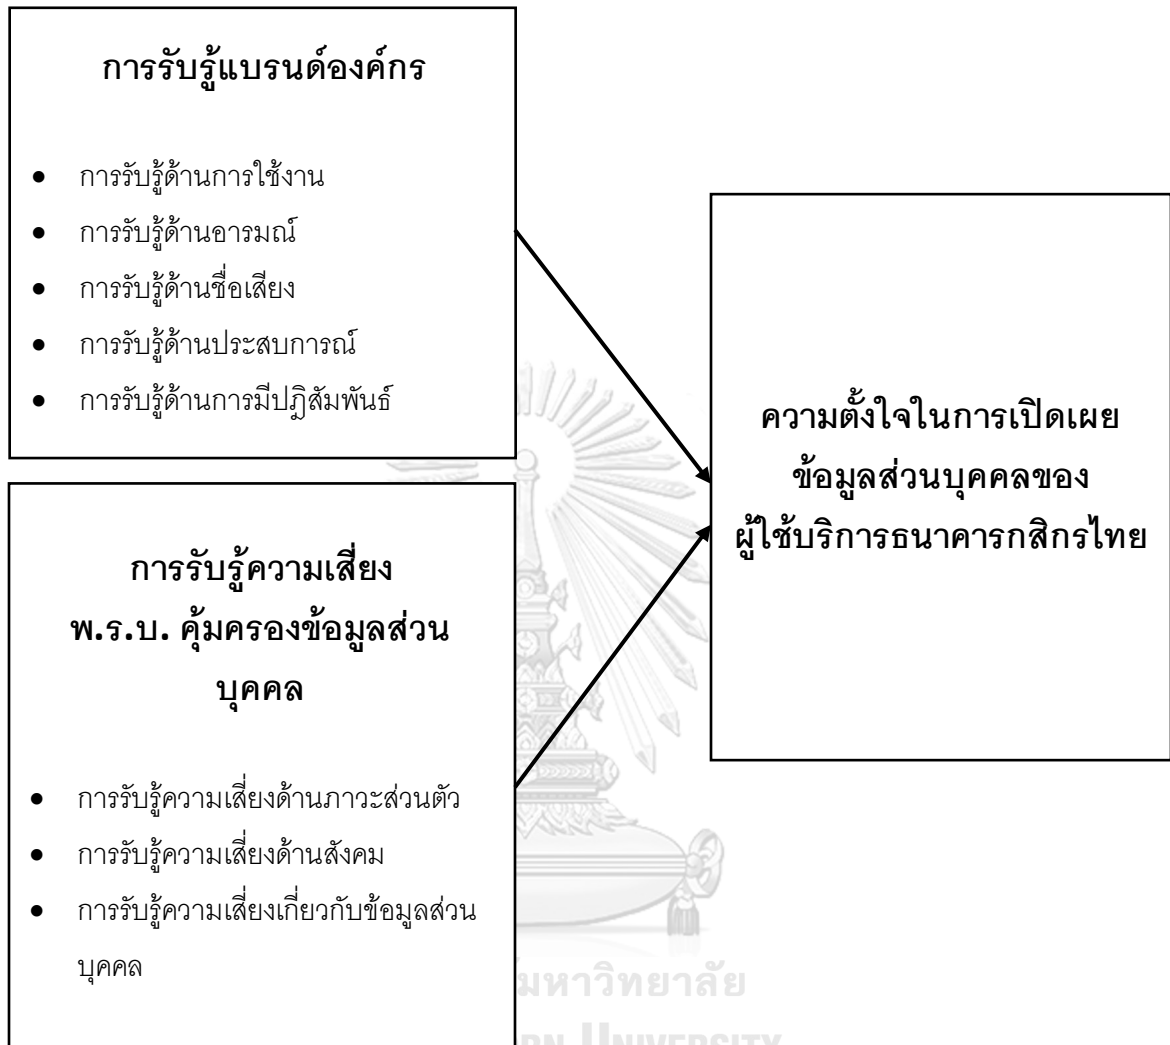 การรับรู้แบรนด์องค์กร
● การรับรู้ด้านการใช้งาน
● การรับรู้ด้านอารมณ์
● การรับรู้ด้านชื่อเสียง
● การรับรู้ด้านประสบการณ์
● การรับรู้ด้านการมีปฏิสัมพันธ์
การรับรู้ความเสี่ยง
พ.ร.บ. คุ้มครองข้อมูลส่วน
บุคคล
● การรับรู้ความเสี่ยงด้านภาวะส่วนตัว
● การรับรู้ความเสี่ยงด้านสังคม
● การรับรู้ความเสี่ยงเกี่ยวกับข้อมูลส่วน
บุคคล
ความตั้งใจในการเปิดเผย
ข้อมูลส่วนบุคคลของ
ผู้ใช้บริการธนาคารกสิกรไทย
มหาวิทยาลัย
UNIVERSITY